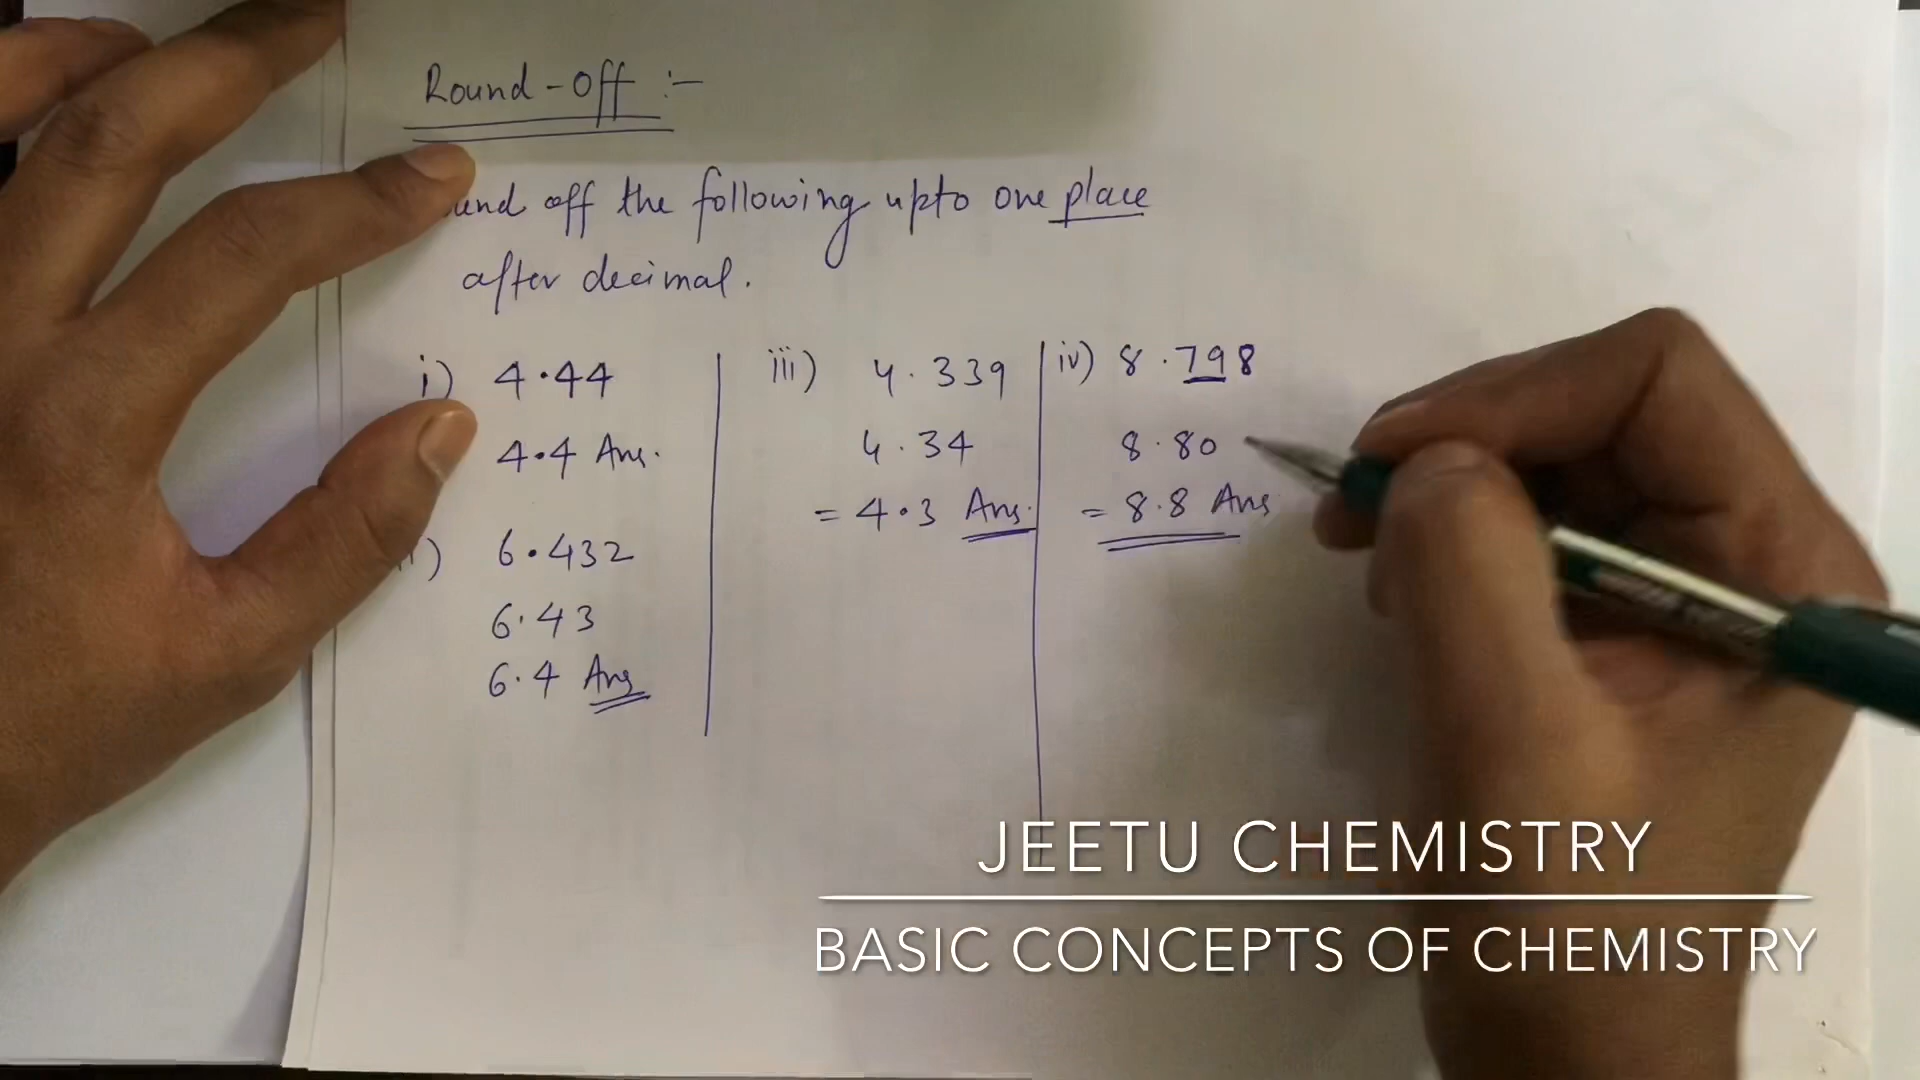 Round-Off :-
und off the following upto one place
after decimal.
i) 4.44
4.4 Ans.
) 6.432
6.43
6.4 Ans
iii) 4.339
4.34
= 4.3 Ans.
iv) 8.798
8.80
= 8.8 Ans
JEETU CHEMISTRY
BASIC CONCEPTS OF CHEMISTRY